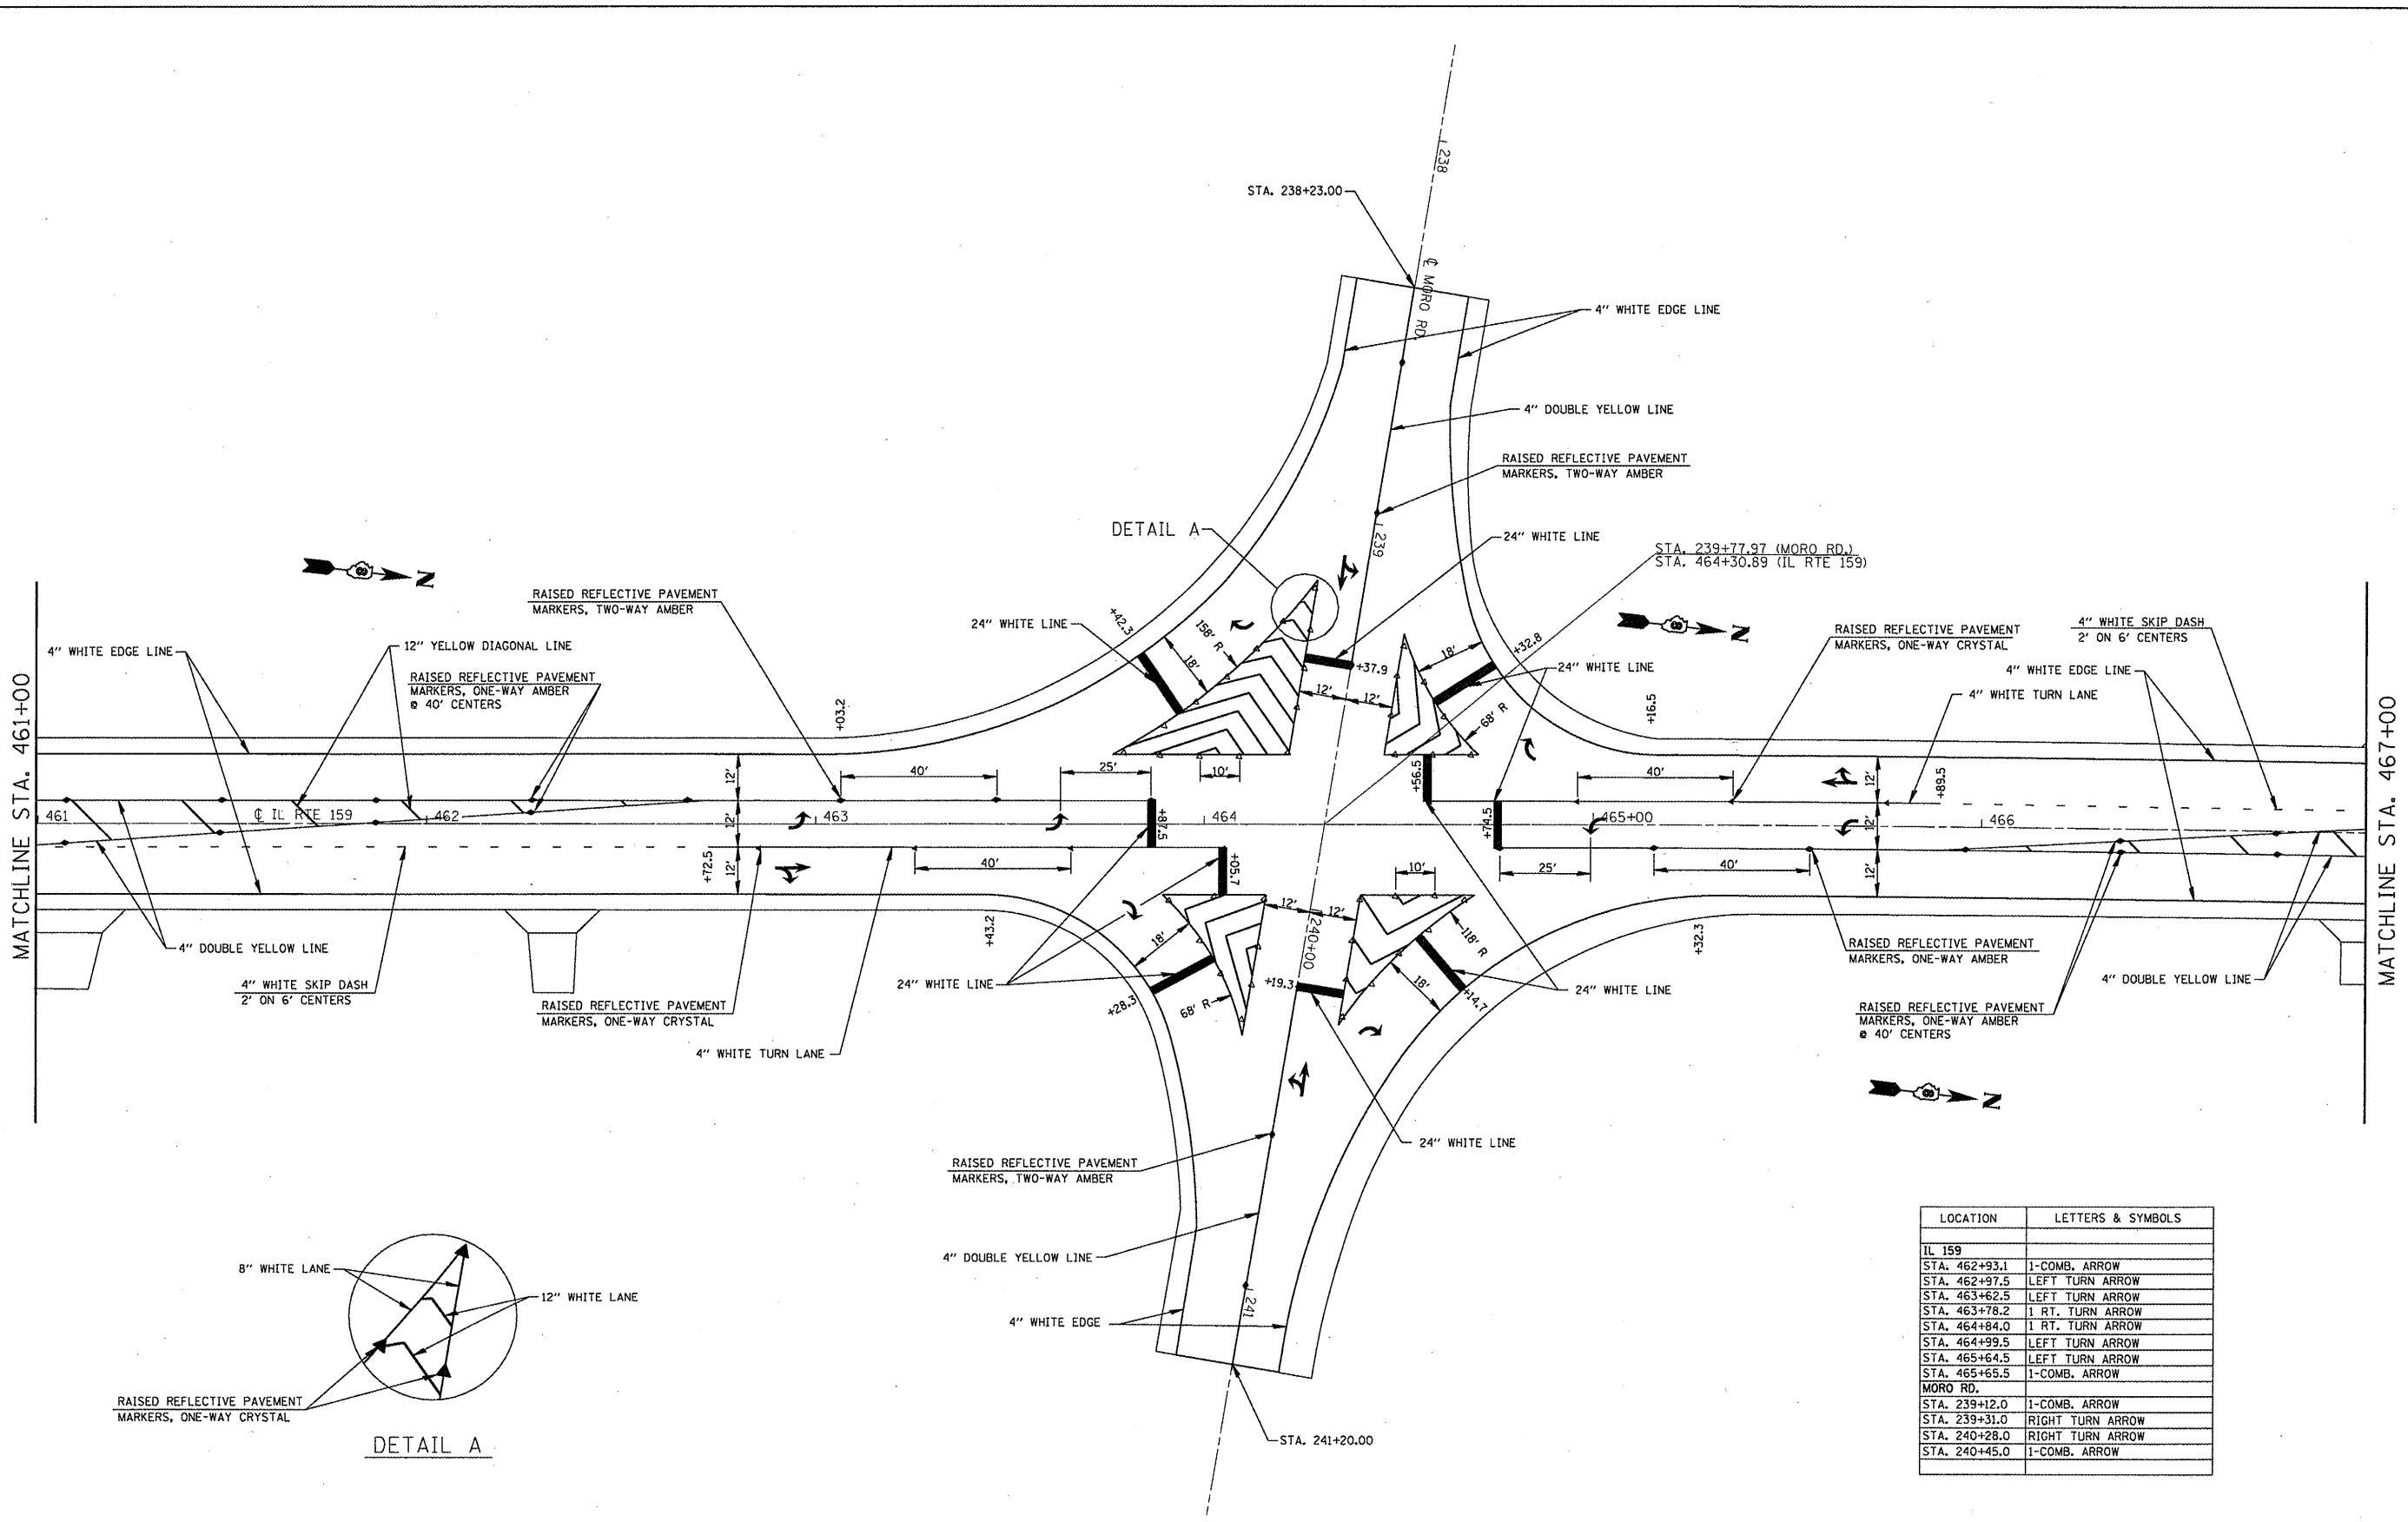 238
STA. 238+23.00
℄ MORO RD.
4" WHITE EDGE LINE
4" DOUBLE YELLOW LINE
RAISED REFLECTIVE PAVEMENT
MARKERS, TWO-WAY AMBER
DETAIL A
239
24" WHITE LINE
STA. 239+77.97 (MORO RD.)
STA. 464+30.89 (IL RTE 159)
N
RAISED REFLECTIVE PAVEMENT
MARKERS, TWO-WAY AMBER
24" WHITE LINE
+42.3
158' R
18'
+37.9
12'
12'
18'
+32.8
68' R
24" WHITE LINE
N
RAISED REFLECTIVE PAVEMENT
MARKERS, ONE-WAY CRYSTAL
4" WHITE SKIP DASH
2' ON 6' CENTERS
4" WHITE EDGE LINE
4" WHITE TURN LANE
4" WHITE EDGE LINE
12" YELLOW DIAGONAL LINE
RAISED REFLECTIVE PAVEMENT
MARKERS, ONE-WAY AMBER
@ 40' CENTERS
MATCHLINE STA. 461+00
MATCHLINE STA. 467+00
+03.2
+16.5
12'
40'
25'
10'
+56.5
40'
12'
+89.5
461
℄ IL RTE 159
462
12'
463
+87.5
464
+74.5
465+00
12'
466
+72.5
12'
40'
+05.7
10'
25'
40'
12'
4" DOUBLE YELLOW LINE
4" WHITE SKIP DASH
2' ON 6' CENTERS
RAISED REFLECTIVE PAVEMENT
MARKERS, ONE-WAY CRYSTAL
4" WHITE TURN LANE
+43.2
18'
+28.3
68' R
24" WHITE LINE
12'
12'
240+00
+19.3
118' R
18'
+14.7
24" WHITE LINE
+32.3
RAISED REFLECTIVE PAVEMENT
MARKERS, ONE-WAY AMBER
4" DOUBLE YELLOW LINE
RAISED REFLECTIVE PAVEMENT
MARKERS, ONE-WAY AMBER
@ 40' CENTERS
N
24" WHITE LINE
RAISED REFLECTIVE PAVEMENT
MARKERS, TWO-WAY AMBER
4" DOUBLE YELLOW LINE
241
4" WHITE EDGE
STA. 241+20.00
8" WHITE LANE
12" WHITE LANE
RAISED REFLECTIVE PAVEMENT
MARKERS, ONE-WAY CRYSTAL
DETAIL A
LOCATION LETTERS & SYMBOLS
IL 159
STA. 462+93.1 1-COMB. ARROW
STA. 462+97.5 LEFT TURN ARROW
STA. 463+62.5 LEFT TURN ARROW
STA. 463+78.2 1 RT. TURN ARROW
STA. 464+84.0 1 RT. TURN ARROW
STA. 464+99.5 LEFT TURN ARROW
STA. 465+64.5 LEFT TURN ARROW
STA. 465+65.5 1-COMB. ARROW
MORO RD.
STA. 239+12.0 1-COMB. ARROW
STA. 239+31.0 RIGHT TURN ARROW
STA. 240+28.0 RIGHT TURN ARROW
STA. 240+45.0 1-COMB. ARROW